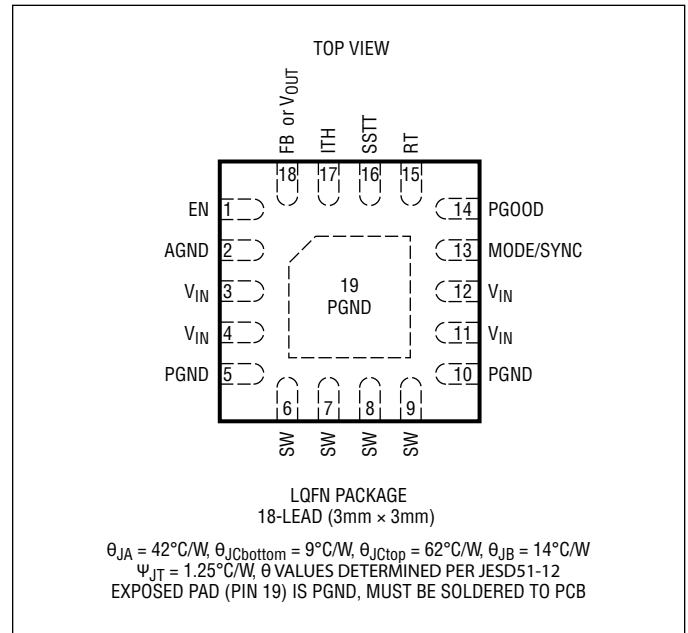 TOP VIEW
FB or VOUT
ITH
SSTT
RT
18
17
16
15
EN 1
14 PGOOD
AGND 2
13 MODE/SYNC
VIN 3
12 VIN
19
PGND
VIN 4
11 VIN
PGND 5
10 PGND
6
7
8
9
SW
SW
SW
SW
LQFN PACKAGE
18-LEAD (3mm × 3mm)
θJA = 42°C/W, θJCbottom = 9°C/W, θJCtop = 62°C/W, θJB = 14°C/W
ΨJT = 1.25°C/W, θ VALUES DETERMINED PER JESD51-12
EXPOSED PAD (PIN 19) IS PGND, MUST BE SOLDERED TO PCB